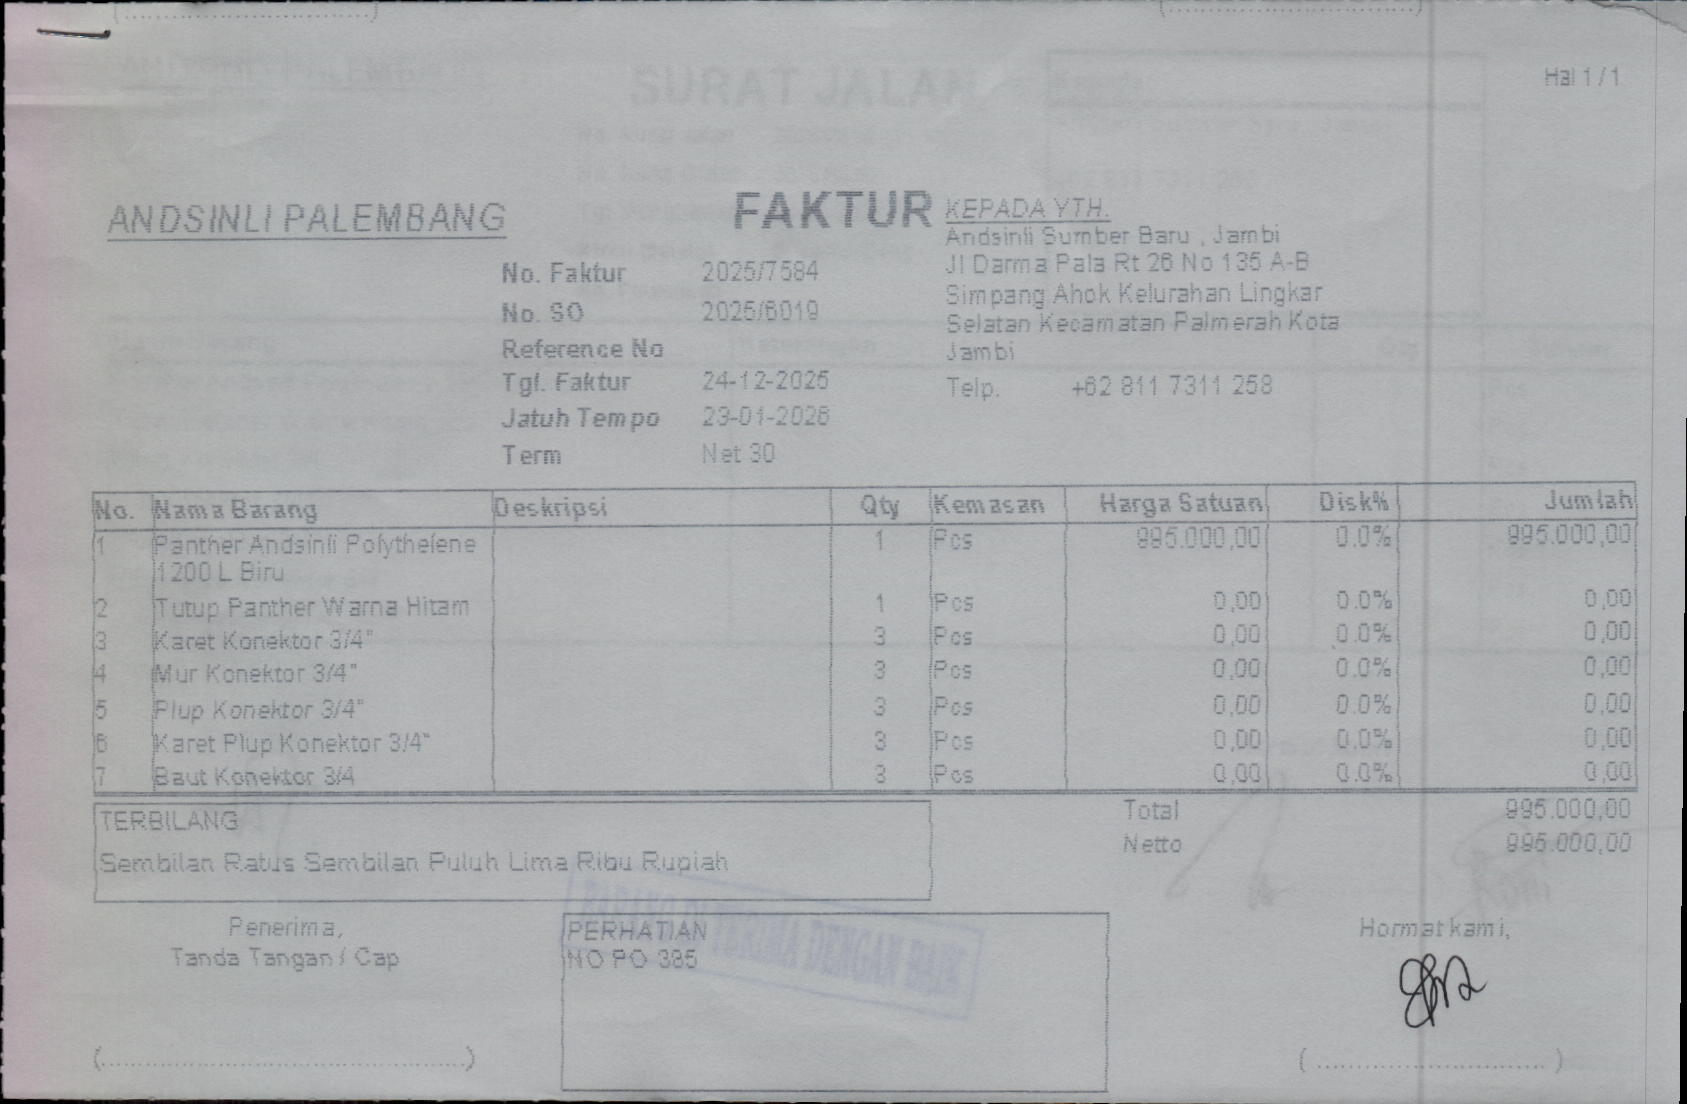 Hal 1 / 1
SURAT JALAN
ANDSINLI PALEMBANG
FAKTUR
KEPADA YTH.
Andsinli Sumber Baru , Jambi
Jl Darma Pala Rt 26 No 135 A-B
Simpang Ahok Kelurahan Lingkar
Selatan Kecamatan Palmerah Kota
Jambi
Telp. +62 811 7311 258
No. Faktur 2025/7584
No. SO 2025/6019
Reference No
Tgl. Faktur 24-12-2025
Jatuh Tempo 23-01-2026
Term Net 30
No. Nama Barang Deskripsi Qty Kemasan Harga Satuan Disk% Jumlah
1 Panther Andsinli Polythelene 1 Pcs 995.000,00 0.0% 995.000,00
1200 L Biru
2 Tutup Panther Warna Hitam 1 Pcs 0,00 0.0% 0,00
3 Karet Konektor 3/4" 3 Pcs 0,00 0.0% 0,00
4 Mur Konektor 3/4" 3 Pcs 0,00 0.0% 0,00
5 Plup Konektor 3/4" 3 Pcs 0,00 0.0% 0,00
6 Karet Plup Konektor 3/4" 3 Pcs 0,00 0.0% 0,00
7 Baut Konektor 3/4 3 Pcs 0,00 0.0% 0,00
Total 995.000,00
Netto 995.000,00
TERBILANG
Sembilan Ratus Sembilan Puluh Lima Ribu Rupiah
Penerima,
Tanda Tangan / Cap
PERHATIAN
NO PO 385
BARANG DI TERIMA DENGAN BAIK
Hormat kami,
(...............................................)
( ............................. )